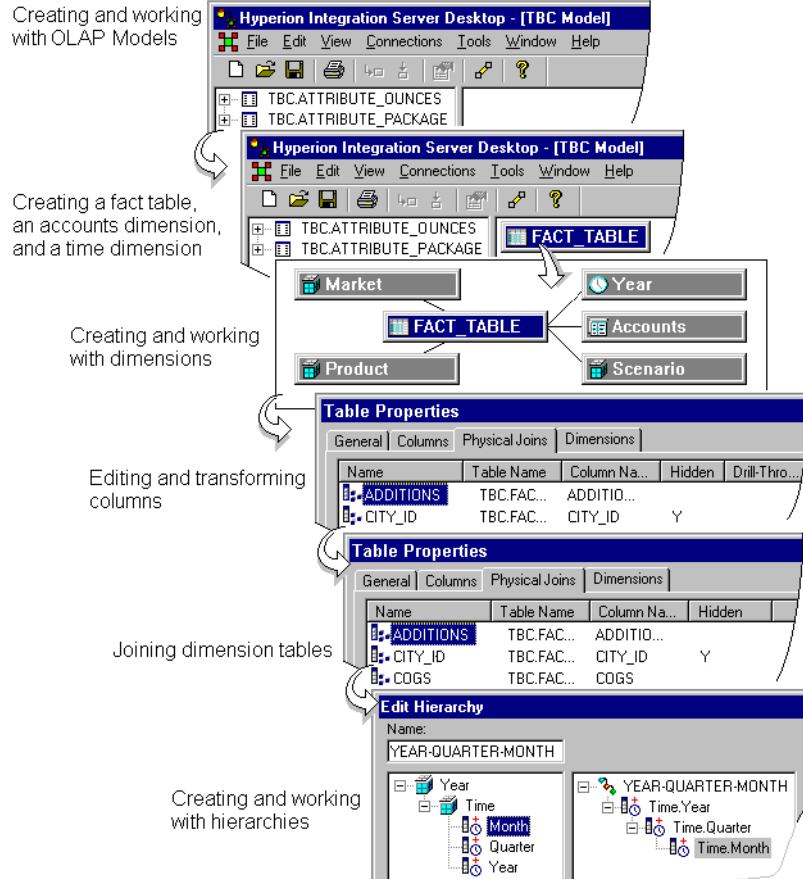 Creating and working
with OLAP Models
Hyperion Integration Server Desktop - [TBC Model]
File Edit View Connections Tools Window Help
TBC.ATTRIBUTE_OUNCES
TBC.ATTRIBUTE_PACKAGE
Creating a fact table,
an accounts dimension,
and a time dimension
Hyperion Integration Server Desktop - [TBC Model]
File Edit View Connections Tools Window Help
TBC.ATTRIBUTE_OUNCES
TBC.ATTRIBUTE_PACKAGE
FACT_TABLE
Creating and working
with dimensions
Market
Year
FACT_TABLE
Accounts
Product
Scenario
Editing and transforming
columns
Table Properties
General Columns Physical Joins Dimensions
Name Table Name Column Na... Hidden Drill-Thro...
ADDITIONS TBC.FAC... ADDITIO...
CITY_ID TBC.FAC... CITY_ID Y
Joining dimension tables
Table Properties
General Columns Physical Joins Dimensions
Name Table Name Column Na... Hidden
ADDITIONS TBC.FAC... ADDITIO...
CITY_ID TBC.FAC... CITY_ID Y
COGS TBC.FAC... COGS
Creating and working
with hierarchies
Edit Hierarchy
Name:
YEAR-QUARTER-MONTH
Year
Time
Month
Quarter
Year
YEAR-QUARTER-MONTH
Time.Year
Time.Quarter
Time.Month